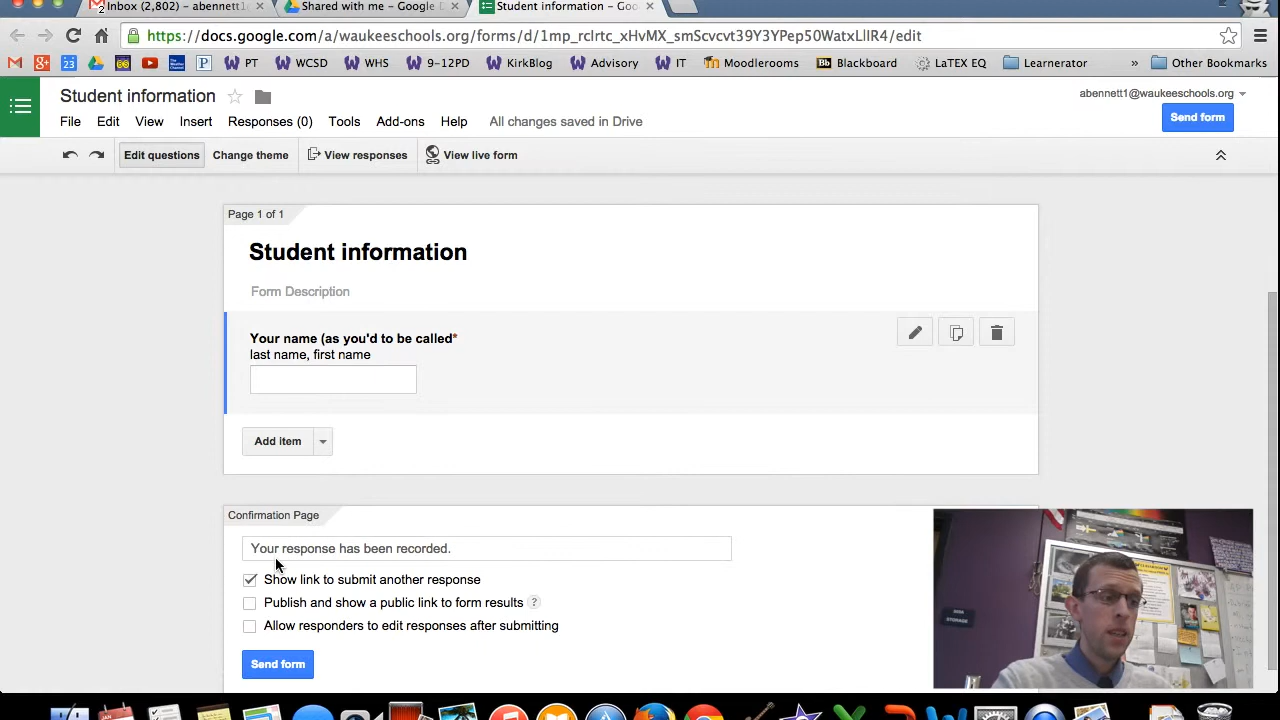 Inbox (2,802) - abennett1
Shared with me - Google D
Student information - Goo
https://docs.google.com/a/waukeeschools.org/forms/d/1mp_rclrtc_xHvMX_smScvcvt39Y3YPep50WatxLlIR4/edit
PT WCSD WHS 9-12PD KirkBlog Advisory IT Moodlerooms Bb Blackboard LaTEX EQ Learnerator » Other Bookmarks
Student information
abennett1@waukeeschools.org
File Edit View Insert Responses (0) Tools Add-ons Help All changes saved in Drive
Send form
Edit questions Change theme View responses View live form
Page 1 of 1
Student information
Form Description
Your name (as you'd to be called*
last name, first name
Add item
Confirmation Page
Your response has been recorded.
Show link to submit another response
Publish and show a public link to form results ?
Allow responders to edit responses after submitting
Send form